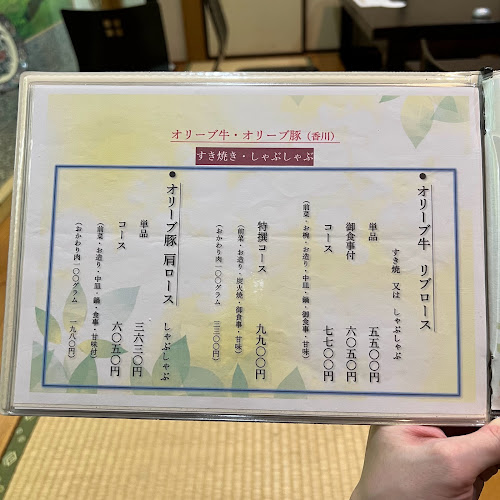 オリーブ牛・オリーブ豚（香川）
すき焼き・しゃぶしゃぶ
● オリーブ牛 リブロース
すき焼 又は しゃぶしゃぶ
単品 五五〇〇円
御食事付 六〇五〇円
コース 七七〇〇円
（前菜・お椀・お造り・中皿・鍋・御食事・甘味）
特撰コース 九九〇〇円
（前菜・お造り・炭火焼・御食事・甘味）
（おかわり肉一〇〇グラム 三三〇〇円）
● オリーブ豚 肩ロース
しゃぶしゃぶ
単品 三六三〇円
コース 六〇五〇円
（前菜・お造り・中皿・鍋・食事・甘味付）
（おかわり肉一〇〇グラム 一九八〇円）